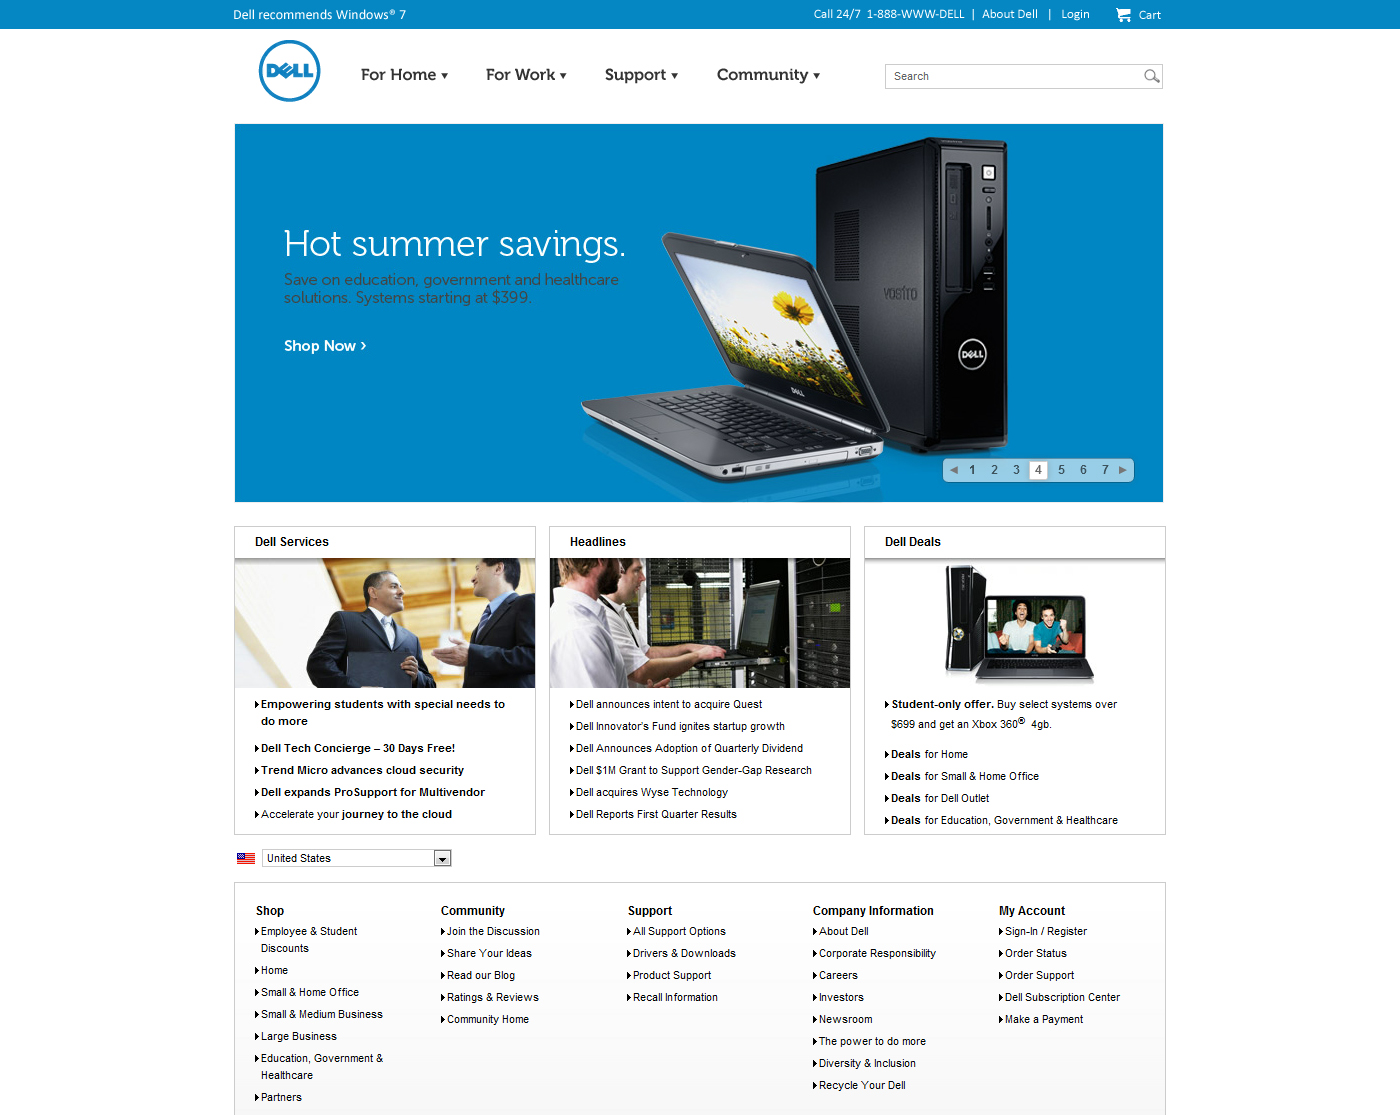 Dell recommends Windows® 7
Call 24/7 1-888-WWW-DELL | About Dell | Login Cart
DELL
For Home For Work Support Community
Search
Hot summer savings.
Save on education, government and healthcare
solutions. Systems starting at $399.
Shop Now ›
VOSTRO
DELL
DELL
1 2 3 4 5 6 7
Dell Services
Empowering students with special needs to
do more
Dell Tech Concierge – 30 Days Free!
Trend Micro advances cloud security
Dell expands ProSupport for Multivendor
Accelerate your journey to the cloud
Headlines
Dell announces intent to acquire Quest
Dell Innovator's Fund ignites startup growth
Dell Announces Adoption of Quarterly Dividend
Dell $1M Grant to Support Gender-Gap Research
Dell acquires Wyse Technology
Dell Reports First Quarter Results
Dell Deals
Student-only offer. Buy select systems over
$699 and get an Xbox 360® 4gb.
Deals for Home
Deals for Small & Home Office
Deals for Dell Outlet
Deals for Education, Government & Healthcare
United States
Shop
Employee & Student
Discounts
Home
Small & Home Office
Small & Medium Business
Large Business
Education, Government &
Healthcare
Partners
Community
Join the Discussion
Share Your Ideas
Read our Blog
Ratings & Reviews
Community Home
Support
All Support Options
Drivers & Downloads
Product Support
Recall Information
Company Information
About Dell
Corporate Responsibility
Careers
Investors
Newsroom
The power to do more
Diversity & Inclusion
Recycle Your Dell
My Account
Sign-In / Register
Order Status
Order Support
Dell Subscription Center
Make a Payment